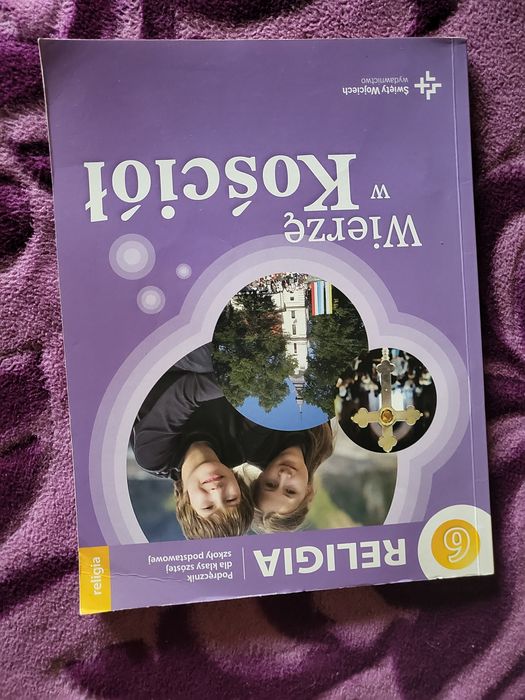 RELIGIA
6
Podręcznik
dla klasy szóstej
szkoły podstawowej
religia
Wierzę
w Kościół
Święty Wojciech
wydawnictwo